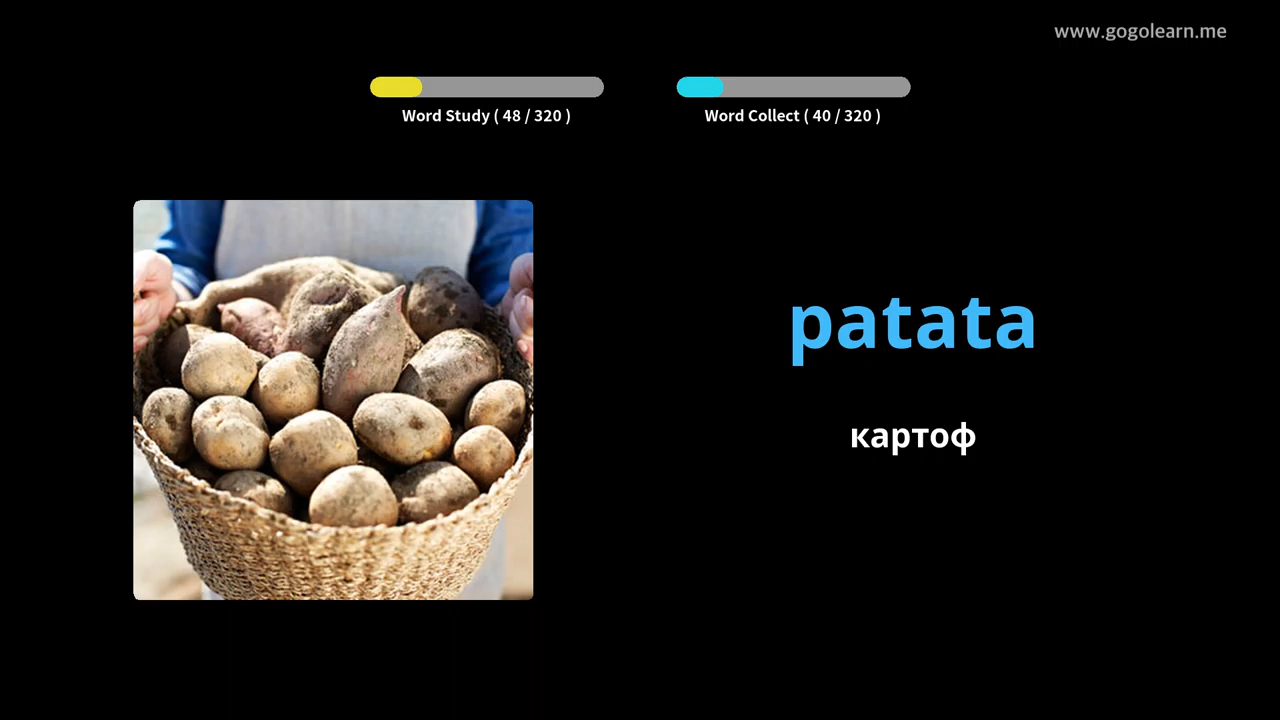 www.gogolearn.me
Word Study ( 48 / 320 )
Word Collect ( 40 / 320 )
patata
картоф